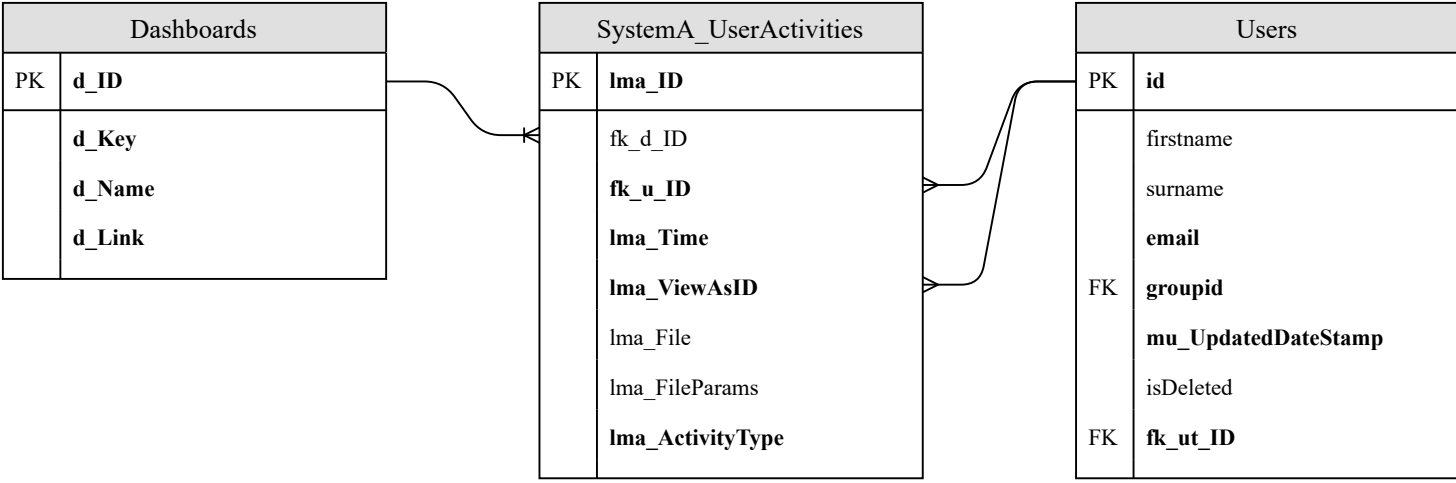 Dashboards
PK d_ID
d_Key
d_Name
d_Link
SystemA_UserActivities
PK lma_ID
fk_d_ID
fk_u_ID
lma_Time
lma_ViewAsID
lma_File
lma_FileParams
lma_ActivityType
Users
PK id
firstname
surname
email
FK groupid
mu_UpdatedDateStamp
isDeleted
FK fk_ut_ID